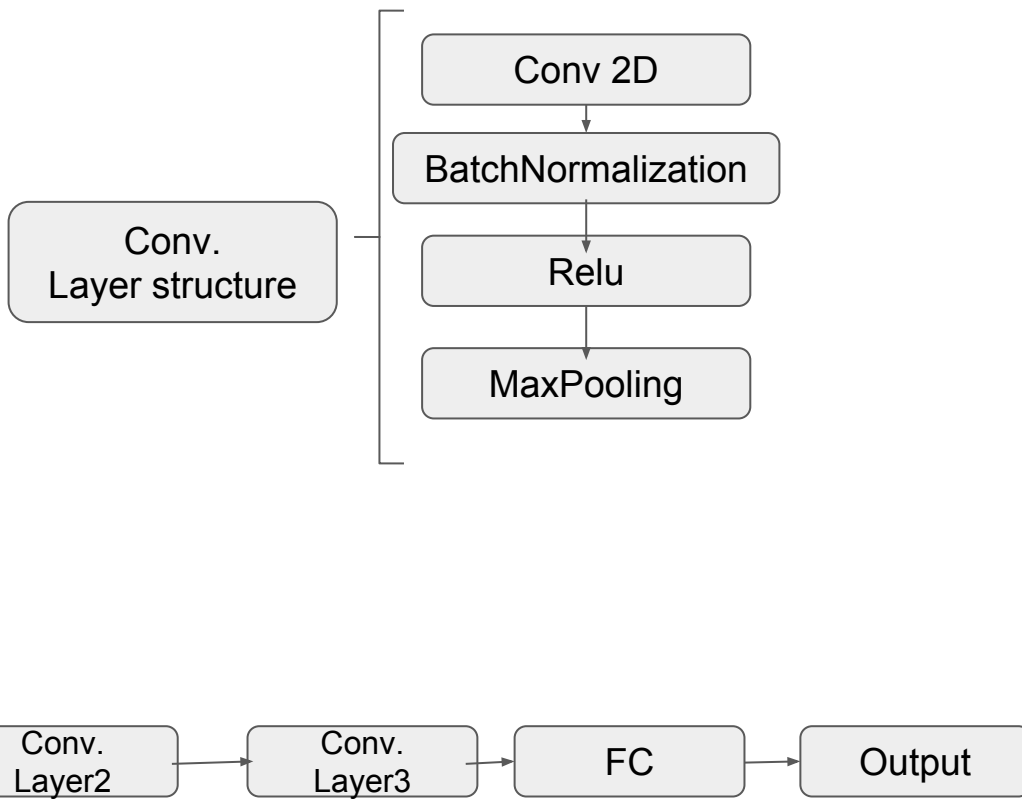 Conv 2D
BatchNormalization
Conv.
Layer structure
Relu
MaxPooling
Conv.
Layer2
Conv.
Layer3
FC
Output